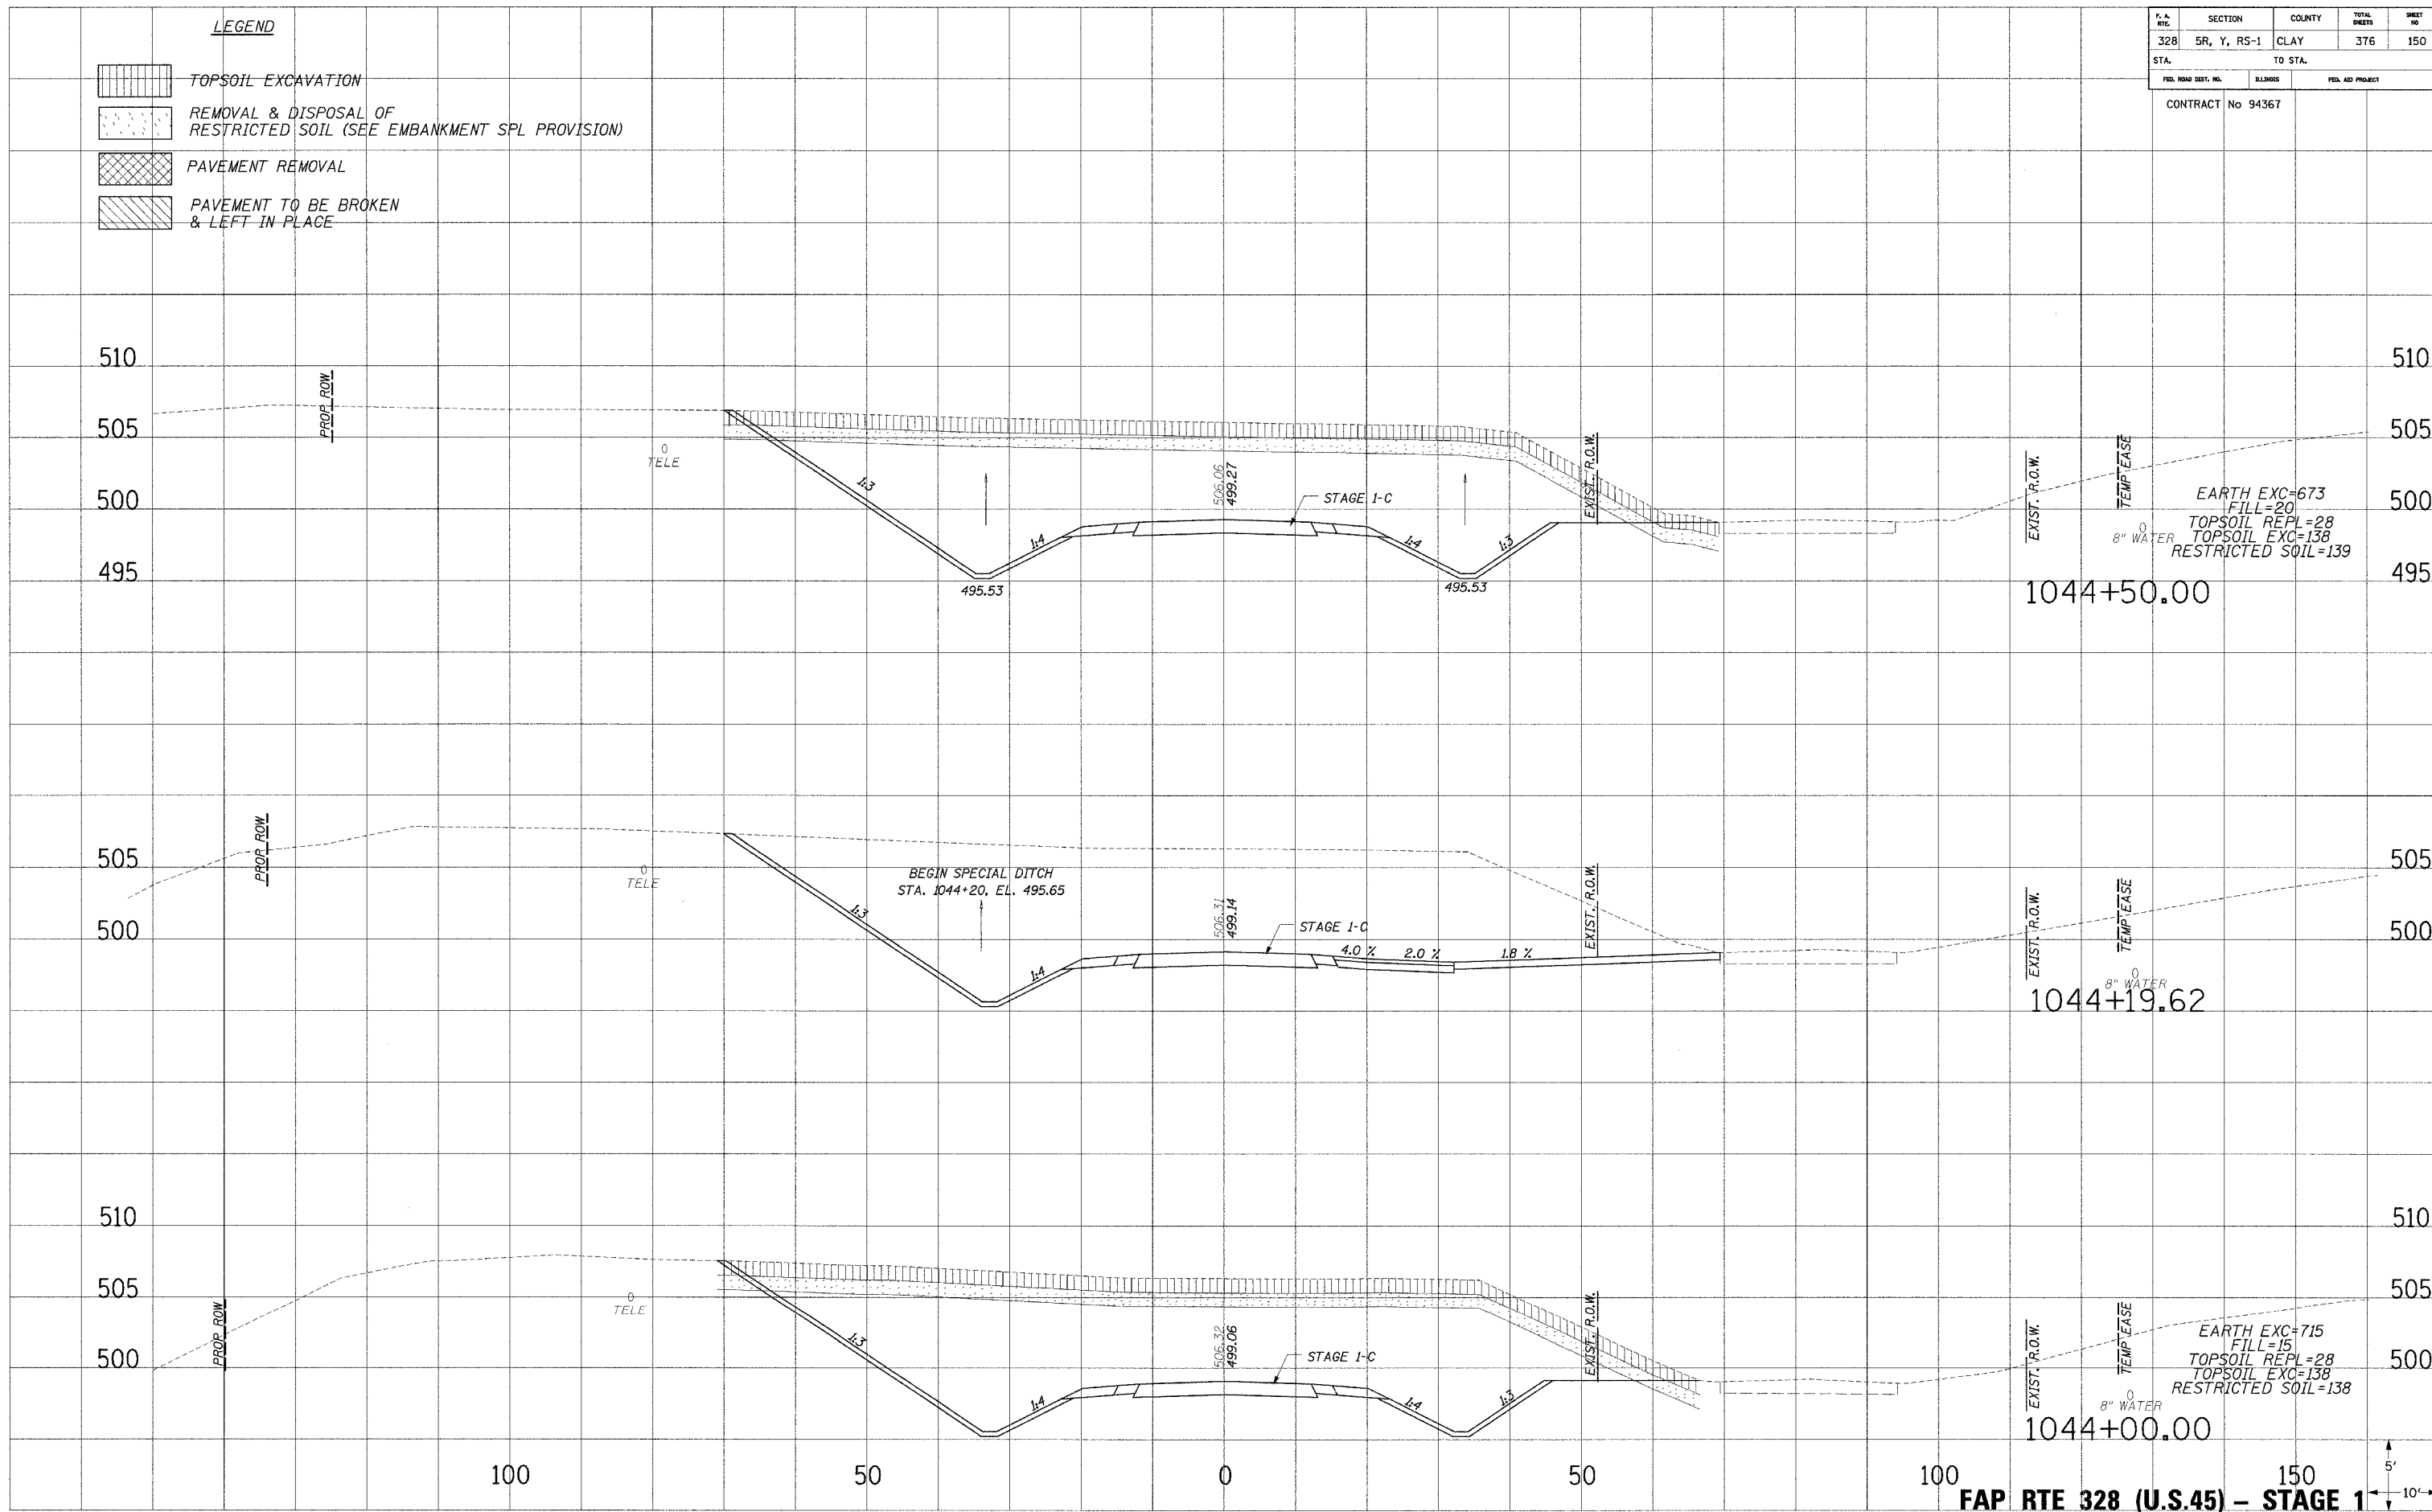 LEGEND
TOPSOIL EXCAVATION
REMOVAL & DISPOSAL OF
RESTRICTED SOIL (SEE EMBANKMENT SPL PROVISION)
PAVEMENT REMOVAL
PAVEMENT TO BE BROKEN
& LEFT IN PLACE
F. A. RTE. SECTION COUNTY TOTAL SHEETS SHEET NO
328 5R, Y, RS-1 CLAY 376 150
STA. TO STA.
FED. ROAD DIST. NO. ILLINOIS FED. AID PROJECT
CONTRACT No 94367
510 510
PROP ROW
505 505
TELE
1:3
506.06
499.27
STAGE 1-C
EXIST. R.O.W.
EXIST. R.O.W.
TEMP EASE
500 500
EARTH EXC=673
FILL=20
TOPSOIL REPL=28
8" WATER TOPSOIL EXC=138
RESTRICTED SOIL=139
1:4 1:4 1:3
495 495
495.53 495.53
1044+50.00
PROP ROW
505 505
TELE
BEGIN SPECIAL DITCH
STA. 1044+20, EL. 495.65
1:3
506.31
499.14
STAGE 1-C
EXIST. R.O.W.
EXIST. R.O.W.
TEMP EASE
500 500
4.0 % 2.0 % 1.8 %
1:4
8" WATER
1044+19.62
510 510
505 505
PROP ROW
TELE
1:3
506.32
499.06
STAGE 1-C
EXIST. R.O.W.
EXIST. R.O.W.
TEMP EASE
500 500
EARTH EXC=715
FILL=15
TOPSOIL REPL=28
TOPSOIL EXC=138
RESTRICTED SOIL=138
1:4 1:4 1:3
8" WATER
1044+00.00
100 50 0 50 100 150
5'
10'
FAP RTE 328 (U.S.45) – STAGE 1